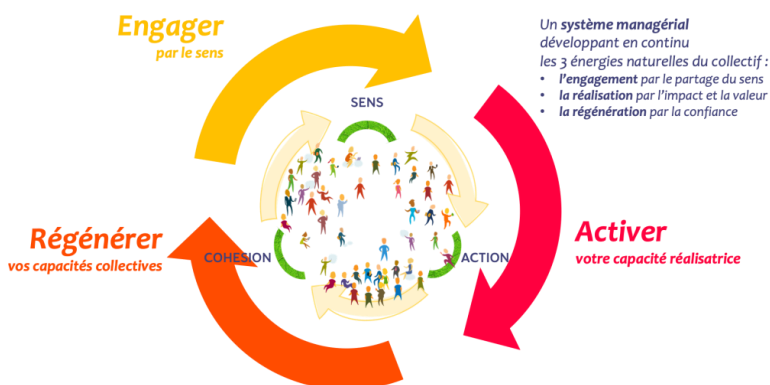 Engager
par le sens
Un système managérial
développant en continu
les 3 énergies naturelles du collectif :
• l'engagement par le partage du sens
• la réalisation par l'impact et la valeur
• la régénération par la confiance
SENS
Régénérer
vos capacités collectives
COHESION
ACTION
Activer
votre capacité réalisatrice